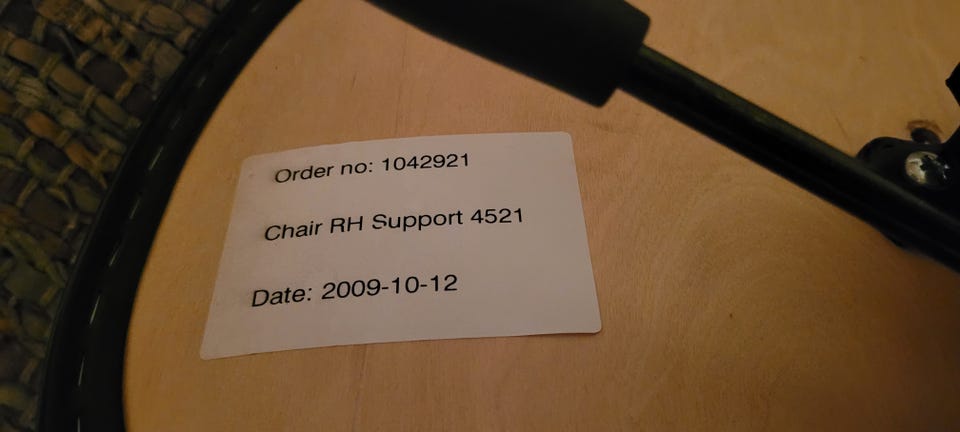 Order no: 1042921
Chair RH Support 4521
Date: 2009-10-12